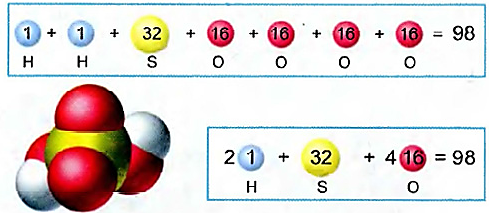 1 + 1 + 32 + 16 + 16 + 16 + 16 = 98
H H S O O O O
2 1 + 32 + 4 16 = 98
H S O